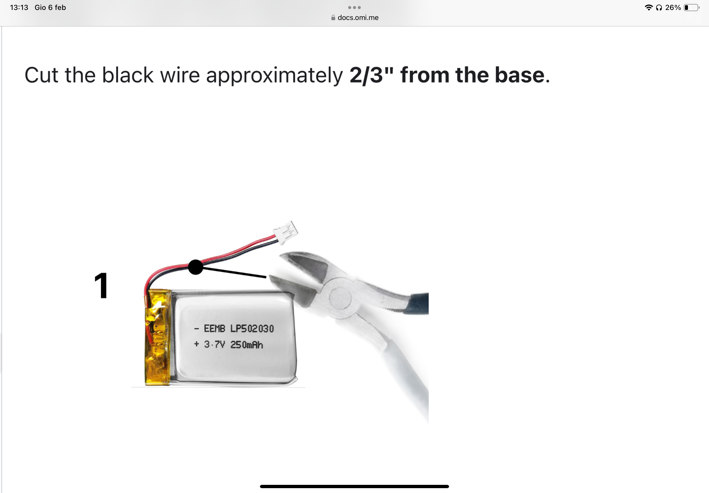 13:13 Gio 6 feb
docs.omi.me
26%
Cut the black wire approximately 2/3" from the base.
1
- EEMB LP502030
+ 3.7V 250mAh